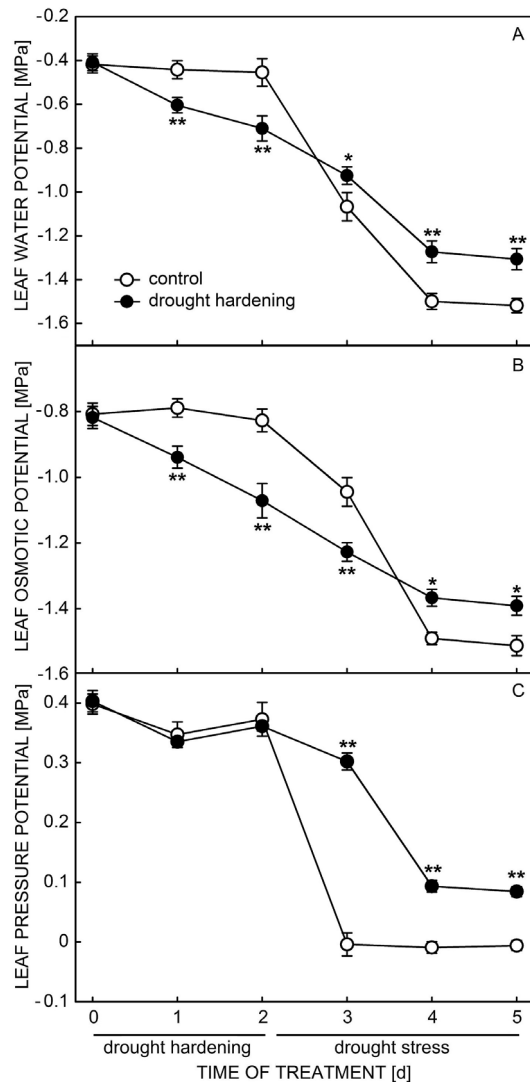 A
LEAF WATER POTENTIAL [MPa]
-0.2
-0.4
-0.6
-0.8
-1.0
-1.2
-1.4
-1.6
**
**
*
**
**
control
drought hardening
B
LEAF OSMOTIC POTENTIAL [MPa]
-0.8
-1.0
-1.2
-1.4
-1.6
**
**
**
*
*
C
LEAF PRESSURE POTENTIAL [MPa]
0.4
0.3
0.2
0.1
0
-0.1
**
**
**
0 1 2 3 4 5
drought hardening drought stress
TIME OF TREATMENT [d]